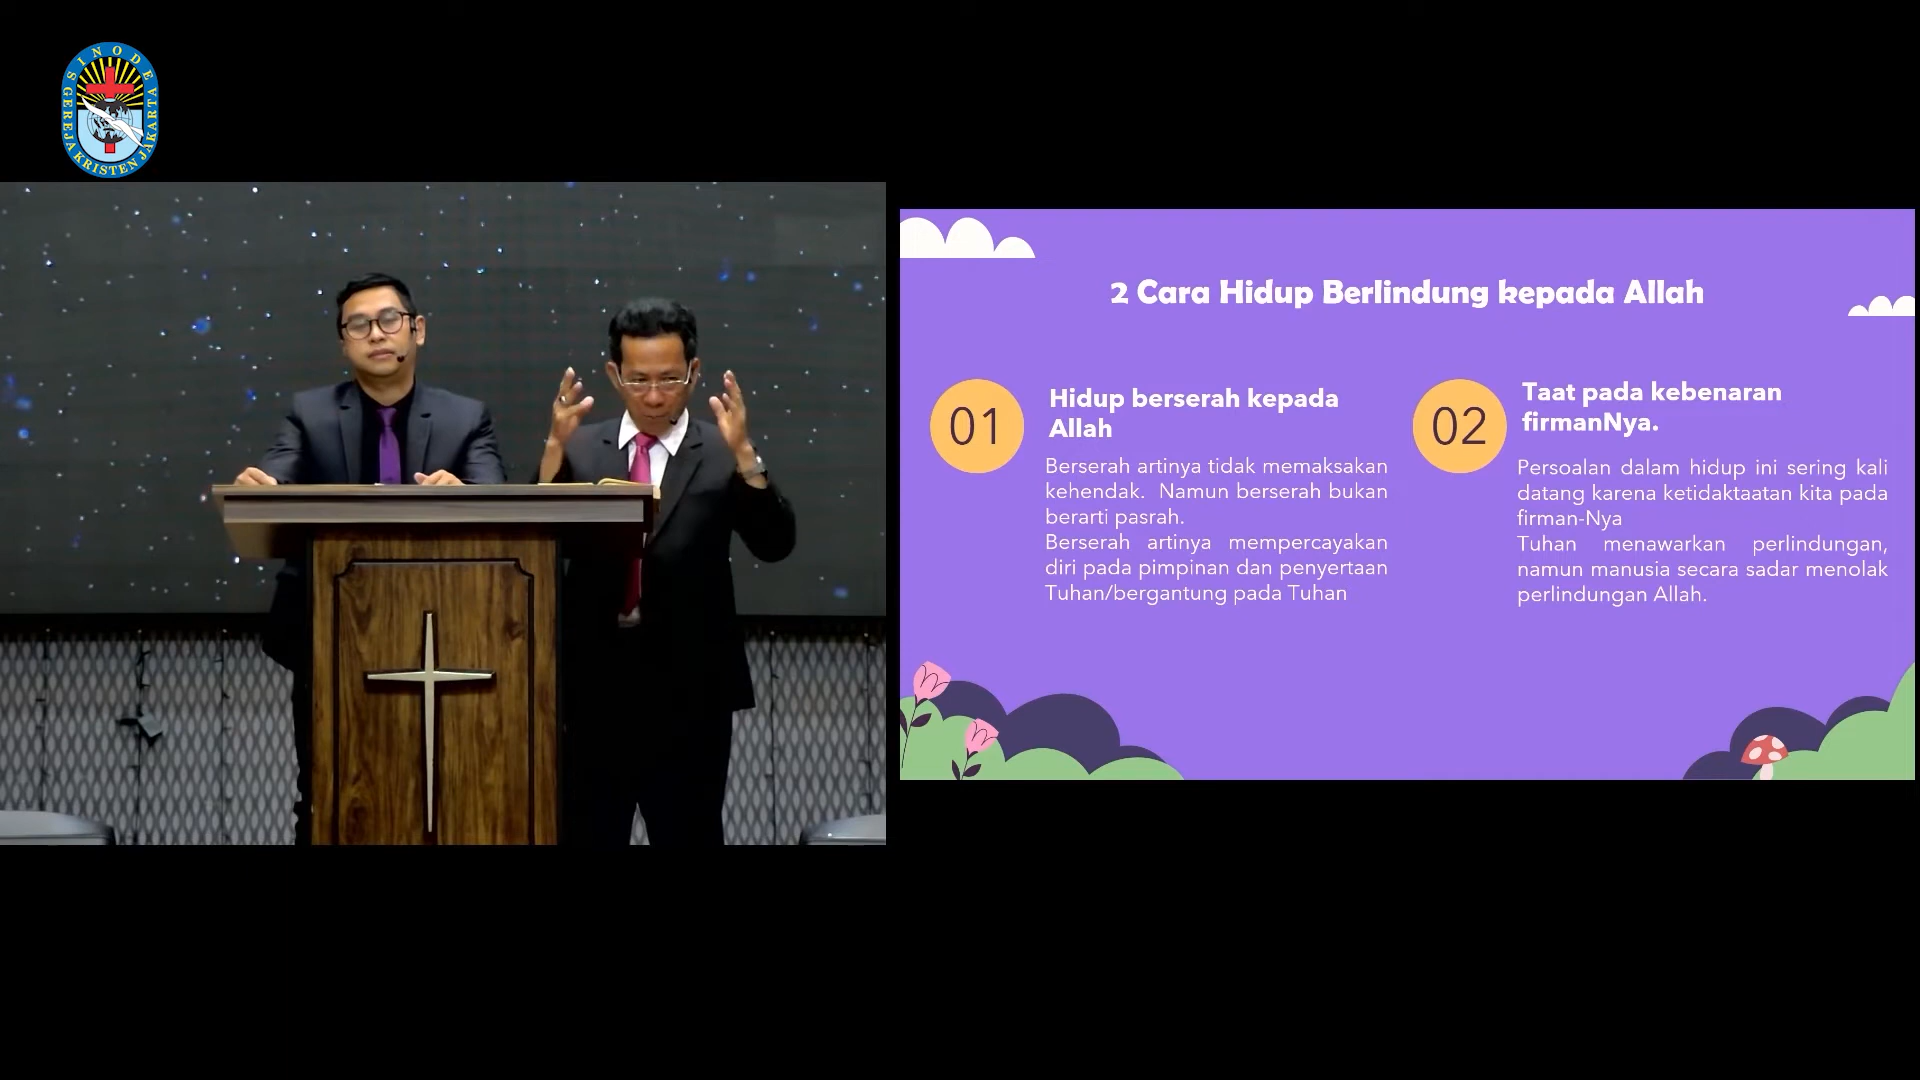 SINODE
GEREJA KRISTEN JAKARTA
2 Cara Hidup Berlindung kepada Allah
01
Hidup berserah kepada
Allah
Berserah artinya tidak memaksakan
kehendak. Namun berserah bukan
berarti pasrah.
Berserah artinya mempercayakan
diri pada pimpinan dan penyertaan
Tuhan/bergantung pada Tuhan
02
Taat pada kebenaran
firmanNya.
Persoalan dalam hidup ini sering kali
datang karena ketidaktaatan kita pada
firman-Nya
Tuhan menawarkan perlindungan,
namun manusia secara sadar menolak
perlindungan Allah.